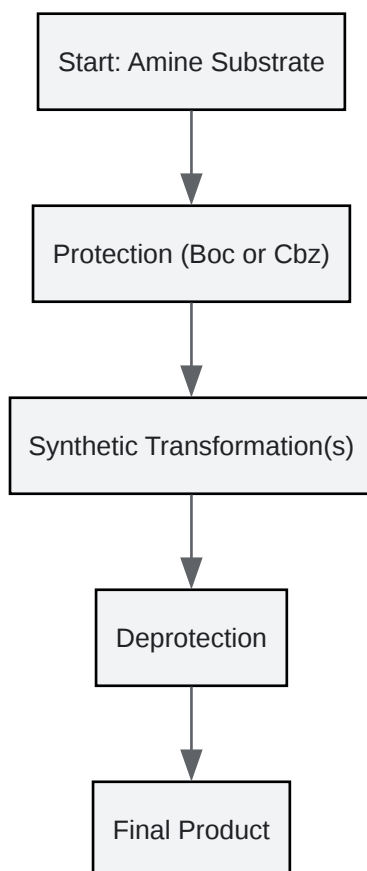 Start: Amine Substrate
Protection (Boc or Cbz)
Synthetic Transformation(s)
Deprotection
Final Product